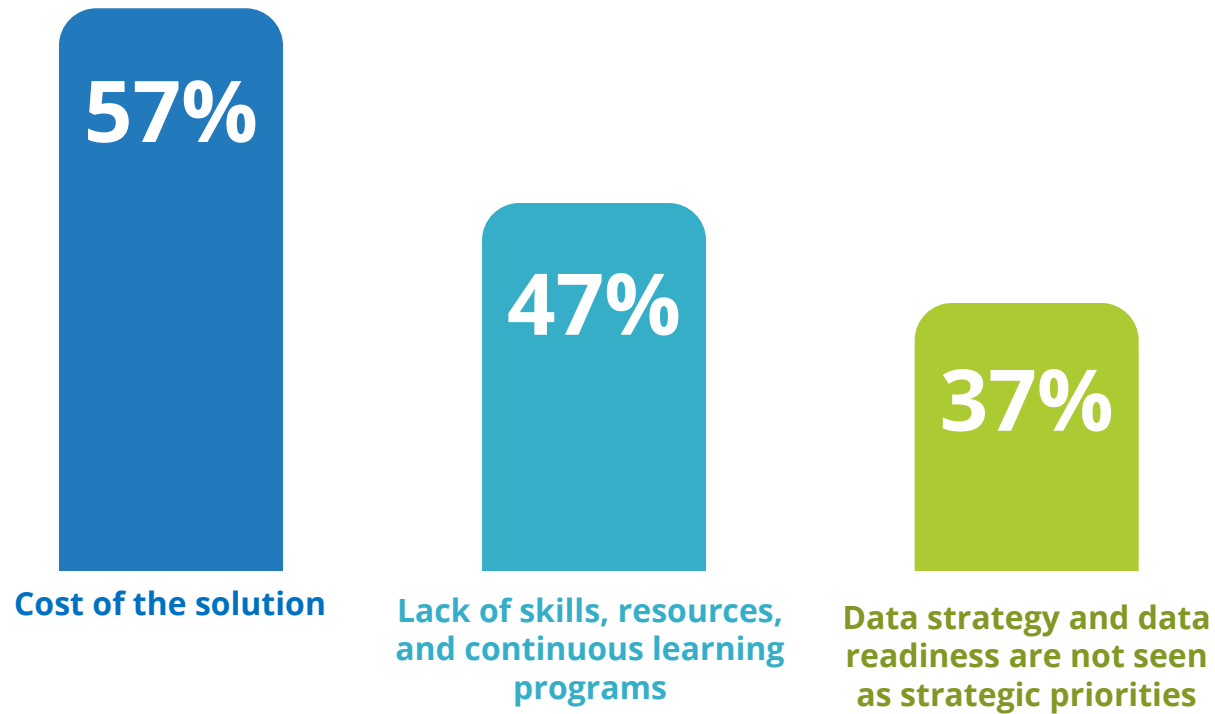 57%
47%
37%
Cost of the solution
Lack of skills, resources,
and continuous learning
programs
Data strategy and data
readiness are not seen
as strategic priorities